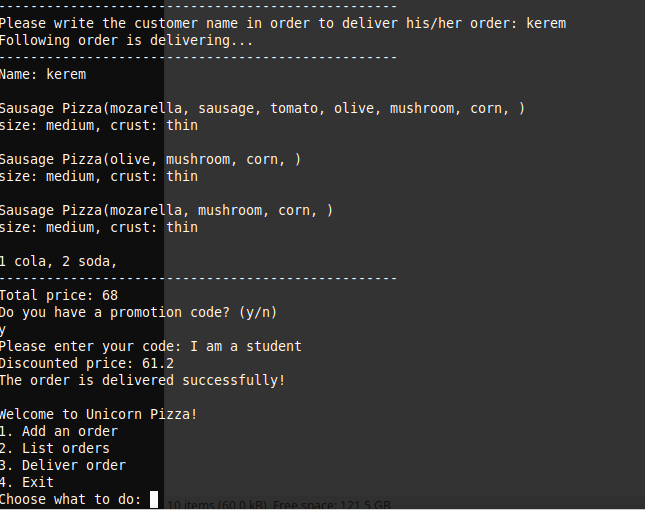 --------------------------------------------------
Please write the customer name in order to deliver his/her order: kerem
Following order is delivering...
--------------------------------------------------
Name: kerem
Sausage Pizza(mozarella, sausage, tomato, olive, mushroom, corn, )
size: medium, crust: thin
Sausage Pizza(olive, mushroom, corn, )
size: medium, crust: thin
Sausage Pizza(mozarella, mushroom, corn, )
size: medium, crust: thin
1 cola, 2 soda,
--------------------------------------------------
Total price: 68
Do you have a promotion code? (y/n)
y
Please enter your code: I am a student
Discounted price: 61.2
The order is delivered successfully!
Welcome to Unicorn Pizza!
1. Add an order
2. List orders
3. Deliver order
4. Exit
Choose what to do:
10 items (60.0 kB), Free space: 121.5 GB